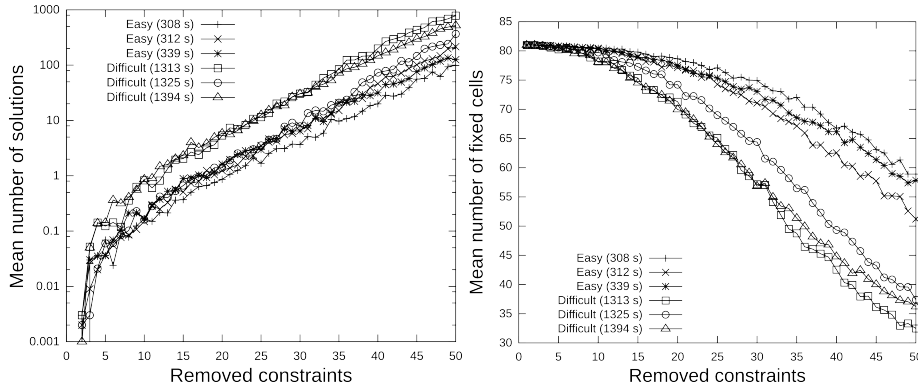 Mean number of solutions
1000
100
10
1
0.1
0.01
0.001
Easy (308 s)
Easy (312 s)
Easy (339 s)
Difficult (1313 s)
Difficult (1325 s)
Difficult (1394 s)
0 5 10 15 20 25 30 35 40 45 50
Removed constraints
Mean number of fixed cells
85
80
75
70
65
60
55
50
45
40
35
30
Easy (308 s)
Easy (312 s)
Easy (339 s)
Difficult (1313 s)
Difficult (1325 s)
Difficult (1394 s)
0 5 10 15 20 25 30 35 40 45 50
Removed constraints